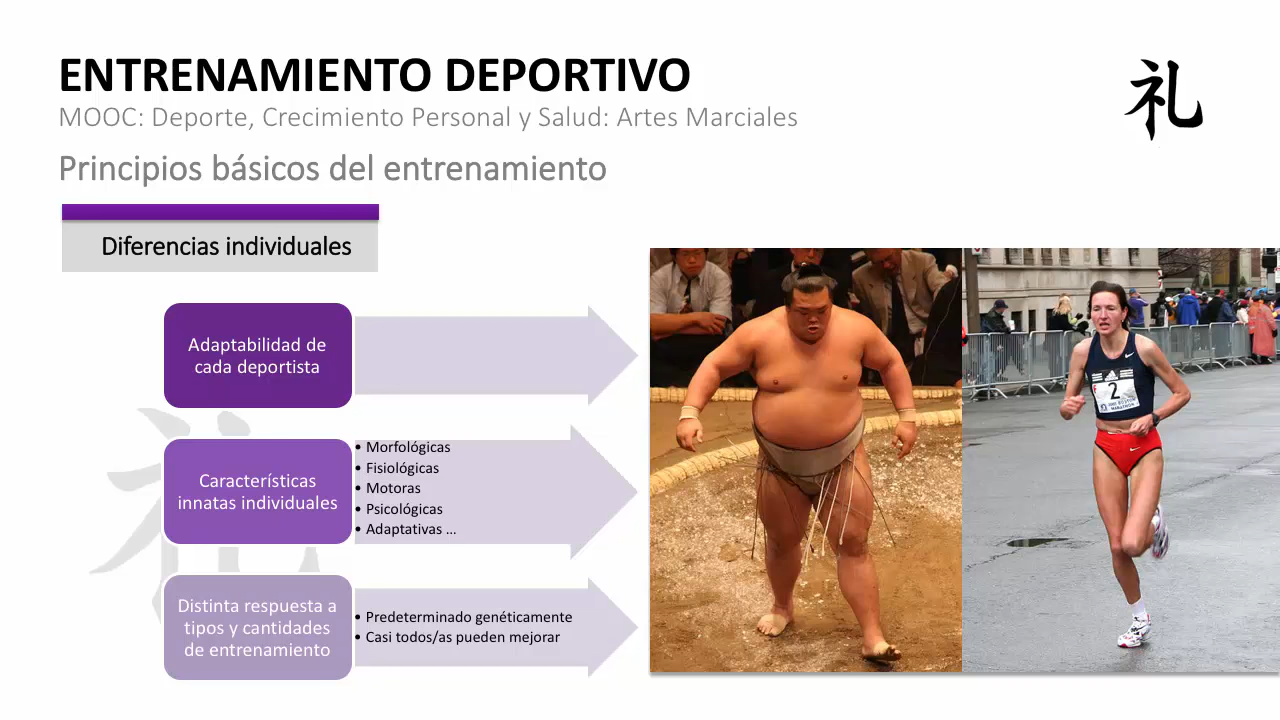 ENTRENAMIENTO DEPORTIVO
MOOC: Deporte, Crecimiento Personal y Salud: Artes Marciales
礼
Principios básicos del entrenamiento
Diferencias individuales
Adaptabilidad de
cada deportista
Características
innatas individuales
• Morfológicas
• Fisiológicas
• Motoras
• Psicológicas
• Adaptativas ...
Distinta respuesta a
tipos y cantidades
de entrenamiento
• Predeterminado genéticamente
• Casi todos/as pueden mejorar
2